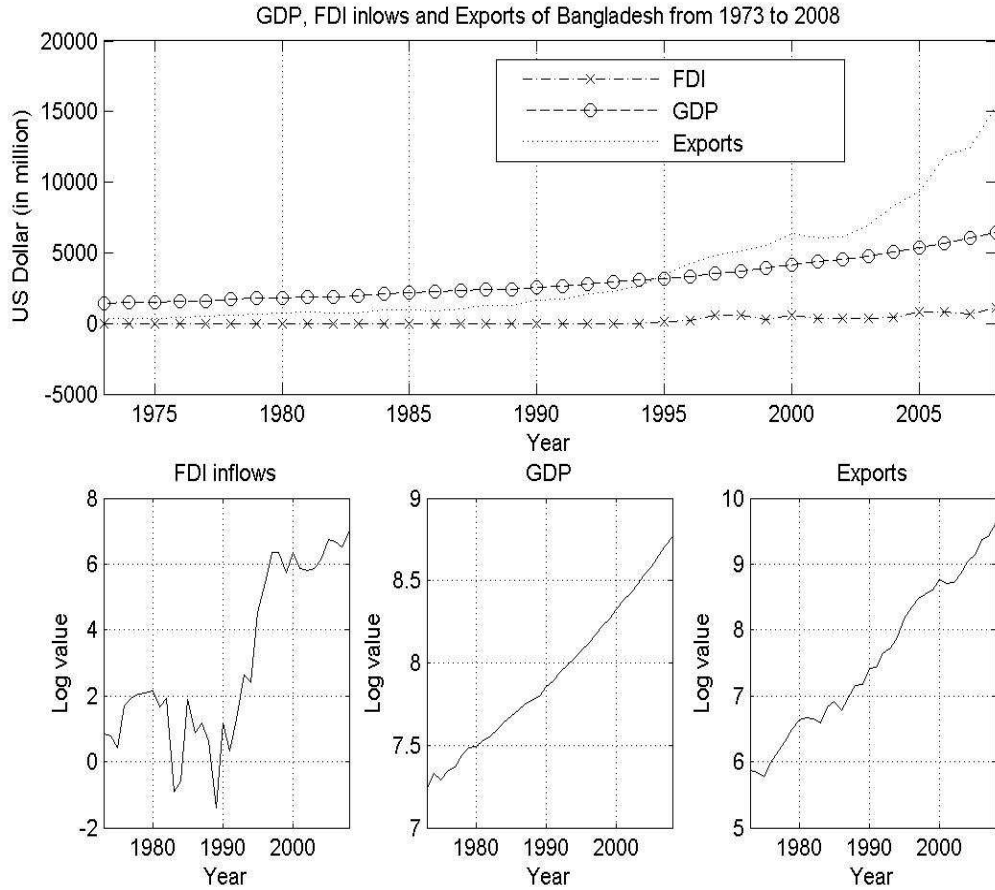 GDP, FDI inlows and Exports of Bangladesh from 1973 to 2008
20000
15000
10000
5000
0
-5000
US Dollar (in million)
FDI
GDP
Exports
1975 1980 1985 1990 1995 2000 2005
Year
FDI inflows
8
6
4
2
0
-2
Log value
1980 1990 2000
Year
GDP
9
8.5
8
7.5
7
Log value
1980 1990 2000
Year
Exports
10
9
8
7
6
5
Log value
1980 1990 2000
Year